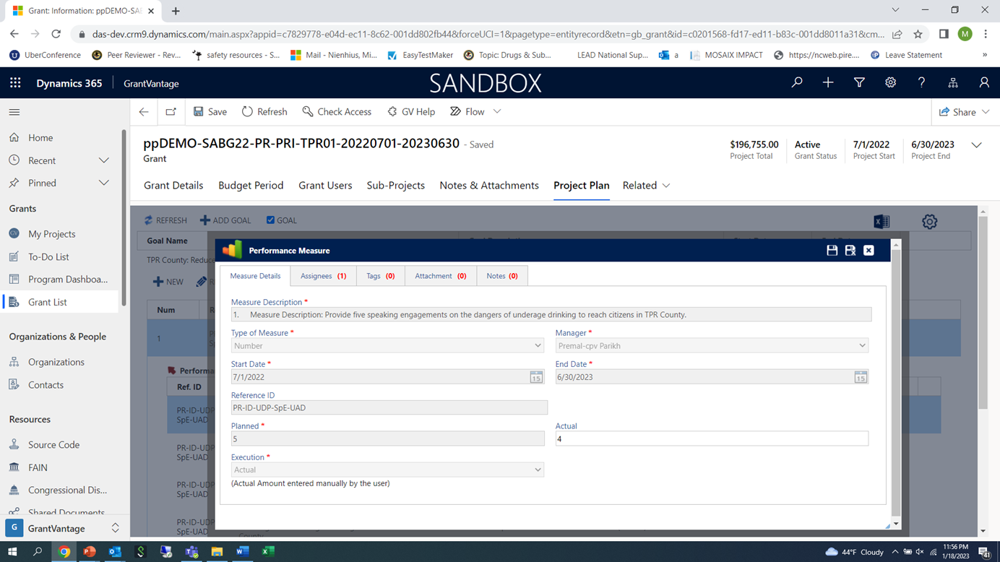 Grant: Information: ppDEMO-SA
das-dev.crm9.dynamics.com/main.aspx?appid=c7829778-e04d-ec11-8c62-001dd802fb44&forceUCI=1&pagetype=entityrecord&etn=gb_grant&id=c0201568-fd17-ed11-b83c-001dd8011a31&cm...
M
UberConference Peer Reviewer - Rev... safety resources - S... Mail - Nienhius, Mi... EasyTestMaker Topic: Drugs & Sub... LEAD National Sup... a MOSAIX IMPACT https://ncweb.pire.... Leave Statement »
Dynamics 365 GrantVantage SANDBOX
Save Refresh Check Access GV Help Flow Share
Home
Recent
Pinned
Grants
My Projects
To-Do List
Program Dashboa...
Grant List
Organizations & People
Organizations
Contacts
Resources
Source Code
FAIN
Congressional Dis...
Shared Documents
G GrantVantage
ppDEMO-SABG22-PR-PRI-TPR01-20220701-20230630 - Saved
Grant
$196,755.00 Active 7/1/2022 6/30/2023
Project Total Grant Status Project Start Project End
Grant Details Budget Period Grant Users Sub-Projects Notes & Attachments Project Plan Related
REFRESH ADD GOAL GOAL
Goal Name
TPR County: Reduce
NEW
Num
1
Performa
Ref. ID
PR-ID-UDP
SpE-UAD
PR-ID-UDP
SpE-UAD
PR-ID-UDP
SpE-UAD
PR-ID-UDP
SpE-UAD
Performance Measure
Measure Details Assignees (1) Tags (0) Attachment (0) Notes (0)
Measure Description *
1. Measure Description: Provide five speaking engagements on the dangers of underage drinking to reach citizens in TPR County.
Type of Measure * Manager *
Number Premal-cpv Parikh
Start Date * End Date *
7/1/2022 15 6/30/2023 15
Reference ID
PR-ID-UDP-SpE-UAD
Planned * Actual
5 4
Execution *
Actual
(Actual Amount entered manually by the user)
44°F Cloudy
11:56 PM
1/18/2023
41